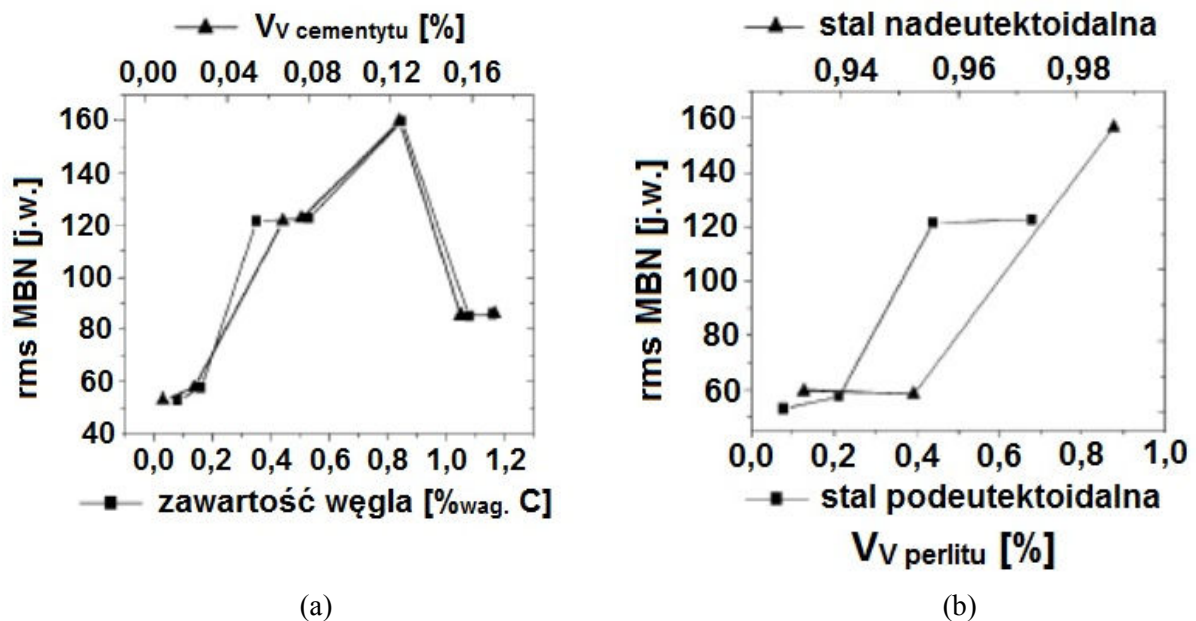 V V cementytu [%]
0,00 0,04 0,08 0,12 0,16
rms MBN [j.w.]
160
140
120
100
80
60
40
0,0 0,2 0,4 0,6 0,8 1,0 1,2
zawartość węgla [%wag. C]
(a)
stal nadeutektoidalna
0,94 0,96 0,98
rms MBN [j.w.]
160
140
120
100
80
60
0,0 0,2 0,4 0,6 0,8 1,0
stal podeutektoidalna
V V perlitu [%]
(b)